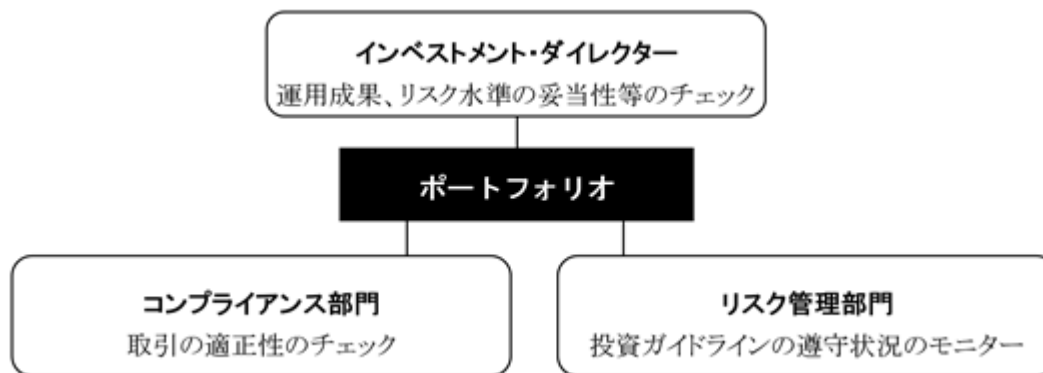 インベストメント・ダイレクター
運用成果、リスク水準の妥当性等のチェック
ポートフォリオ
コンプライアンス部門
取引の適正性のチェック
リスク管理部門
投資ガイドラインの遵守状況のモニター